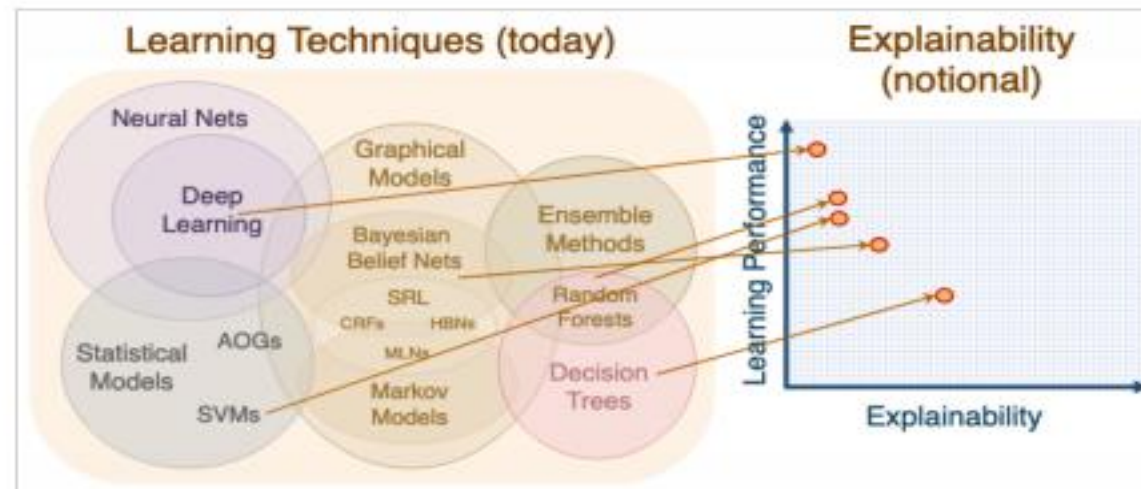 Learning Techniques (today)
Explainability
(notional)
Neural Nets
Deep
Learning
Graphical
Models
Bayesian
Belief Nets
SRL
CRFs
HBNs
MLNs
Markov
Models
Ensemble
Methods
Random
Forests
Decision
Trees
Statistical
Models
AOGs
SVMs
Learning Performance
Explainability